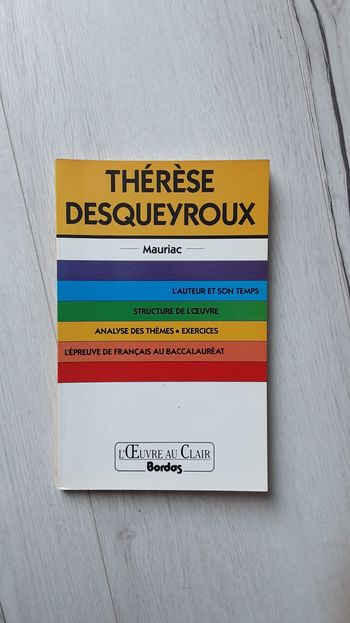 THÉRÈSE
DESQUEYROUX
Mauriac
L'AUTEUR ET SON TEMPS
STRUCTURE DE L'ŒUVRE
ANALYSE DES THÈMES • EXERCICES
L'ÉPREUVE DE FRANÇAIS AU BACCALAURÉAT
L'ŒUVRE AU CLAIR
Bordas